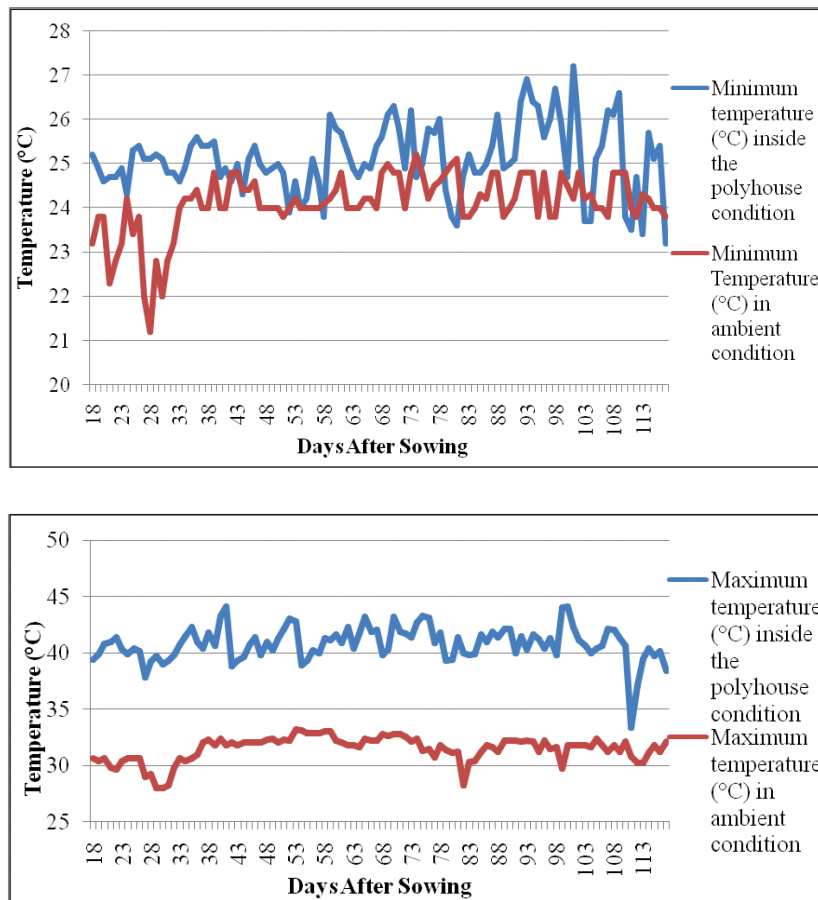 28
27
26
25
24
23
22
21
20
Temperature (°C)
18
23
28
33
38
43
48
53
58
63
68
73
78
83
88
93
98
103
108
113
Days After Sowing
Minimum
temperature
(°C) inside
the
polyhouse
condition
Minimum
Temperature
(°C) in
ambient
condition
50
45
40
35
30
25
Temperature (°C)
18
23
28
33
38
43
48
53
58
63
68
73
78
83
88
93
98
103
108
113
Days After Sowing
Maximum
temperature
(°C) inside
the
polyhouse
condition
Maximum
temperature
(°C) in
ambient
condition